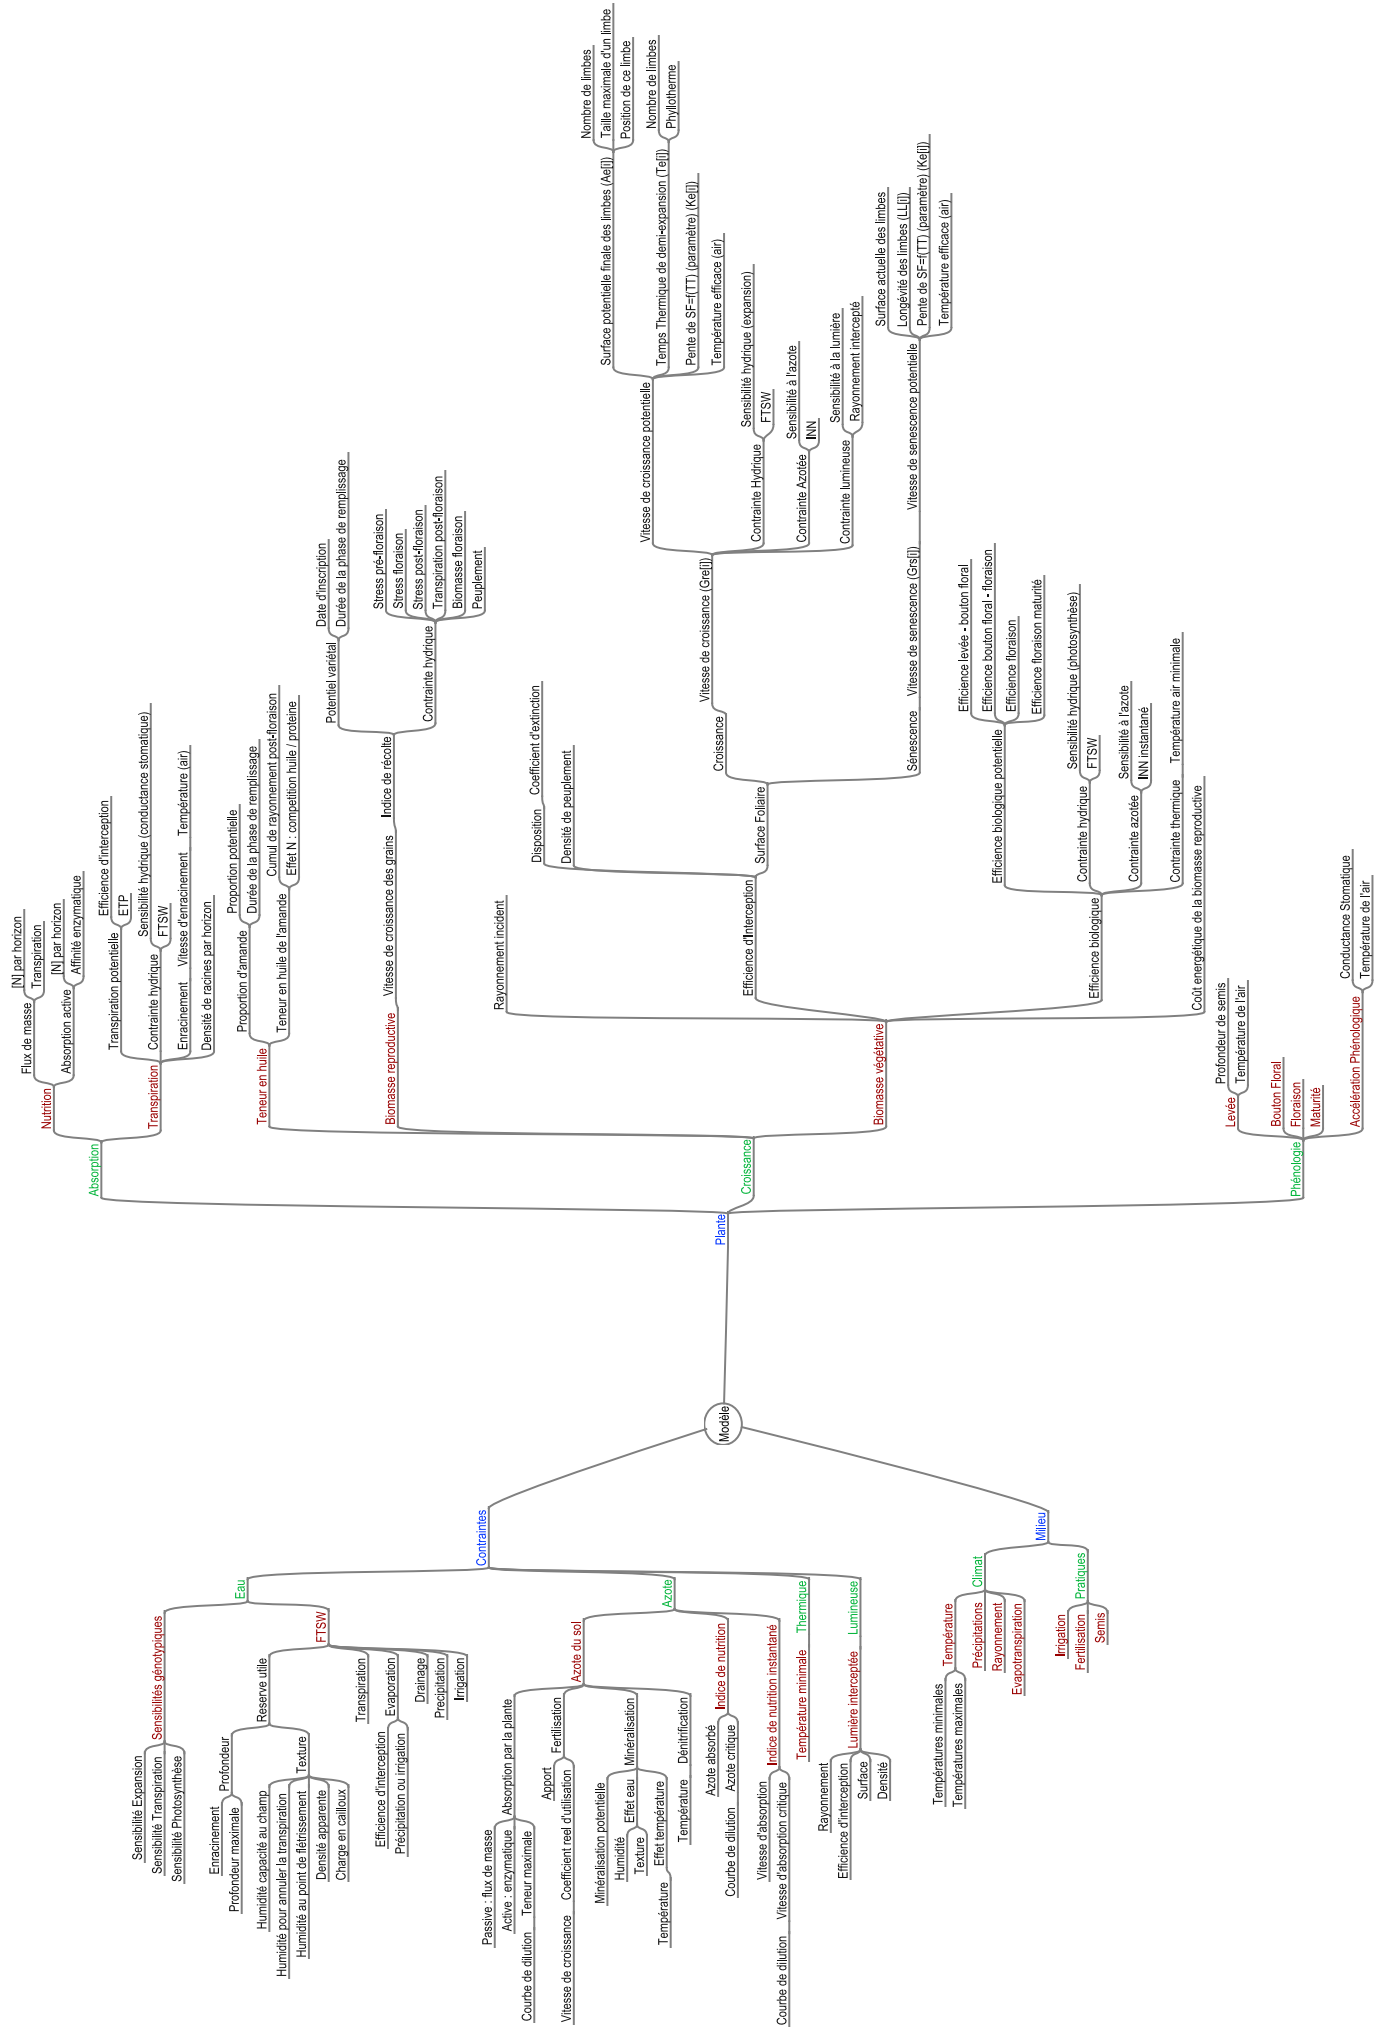 Modèle
Plante
Absorption
Nutrition
Flux de masse
[N] par horizon
Transpiration
Absorption active
[N] par horizon
Affinité enzymatique
Transpiration
Transpiration potentielle
Efficience d'interception
ETP
Contrainte hydrique
Sensibilité hydrique (conductance stomatique)
FTSW
Enracinement
Vitesse d'enracinement
Température (air)
Densité de racines par horizon
Croissance
Teneur en huile
Proportion d'amande
Proportion potentielle
Durée de la phase de remplissage
Teneur en huile de l'amande
Cumul de rayonnement post-floraison
Effet N : competition huile / proteine
Biomasse reproductive
Vitesse de croissance des grains
Indice de récolte
Potentiel variétal
Date d'inscription
Durée de la phase de remplissage
Contrainte hydrique
Stress pré-floraison
Stress floraison
Stress post-floraison
Transpiration post-floraison
Biomasse floraison
Peuplement
Biomasse végétative
Rayonnement incident
Efficience d'Interception
Disposition
Coefficient d'extinction
Densité de peuplement
Surface Foliaire
Croissance
Vitesse de croissance (Gre[i])
Vitesse de croissance potentielle
Surface potentielle finale des limbes (Ae[i])
Nombre de limbes
Taille maximale d'un limbe
Position de ce limbe
Temps Thermique de demi-expansion (Te[i])
Nombre de limbes
Phyllotherme
Pente de SF=f(TT) (paramètre) (Ke[i])
Température efficace (air)
Contrainte Hydrique
Sensibilité hydrique (expansion)
FTSW
Contrainte Azotée
Sensibilité à l'azote
INN
Contrainte lumineuse
Sensibilité à la lumière
Rayonnement intercepté
Sénescence
Vitesse de senescence (Grs[i])
Vitesse de senescence potentielle
Surface actuelle des limbes
Longévité des limbes (LL[i])
Pente de SF=f(TT) (paramètre) (Ke[i])
Température efficace (air)
Efficience biologique
Efficience biologique potentielle
Efficience levée - bouton floral
Efficience bouton floral - floraison
Efficience floraison
Efficience floraison maturité
Contrainte hydrique
Sensibilité hydrique (photosynthèse)
FTSW
Contrainte azotée
Sensibilité à l'azote
INN instantané
Contrainte thermique
Température air minimale
Coût energétique de la biomasse reproductive
Phénologie
Levée
Profondeur de semis
Température de l'air
Bouton Floral
Floraison
Maturité
Accélération Phénologique
Conductance Stomatique
Température de l'air
Contraintes
Eau
Sensibilités génotypiques
Sensibilité Expansion
Sensibilité Transpiration
Sensibilité Photosynthèse
FTSW
Reserve utile
Profondeur
Enracinement
Profondeur maximale
Texture
Humidité capacité au champ
Humidité pour annuler la transpiration
Humidité au point de flétrissement
Densité apparente
Charge en cailloux
Transpiration
Evaporation
Efficience d'interception
Précipitation ou irrigation
Drainage
Precipitation
Irrigation
Azote
Azote du sol
Absorption par la plante
Passive : flux de masse
Active : enzymatique
Teneur maximale
Courbe de dilution
Fertilisation
Apport
Coefficient reel d'utilisation
Vitesse de croissance
Minéralisation
Minéralisation potentielle
Effet eau
Humidité
Texture
Effet température
Température
Dénitrification
Température
Indice de nutrition
Azote absorbé
Azote critique
Courbe de dilution
Indice de nutrition instantané
Vitesse d'absorption
Vitesse d'absorption critique
Courbe de dilution
Thermique
Température minimale
Lumineuse
Lumière interceptée
Rayonnement
Efficience d'interception
Surface
Densité
Milieu
Climat
Température
Températures minimales
Températures maximales
Précipitations
Rayonnement
Evapotranspiration
Pratiques
Irrigation
Fertilisation
Semis